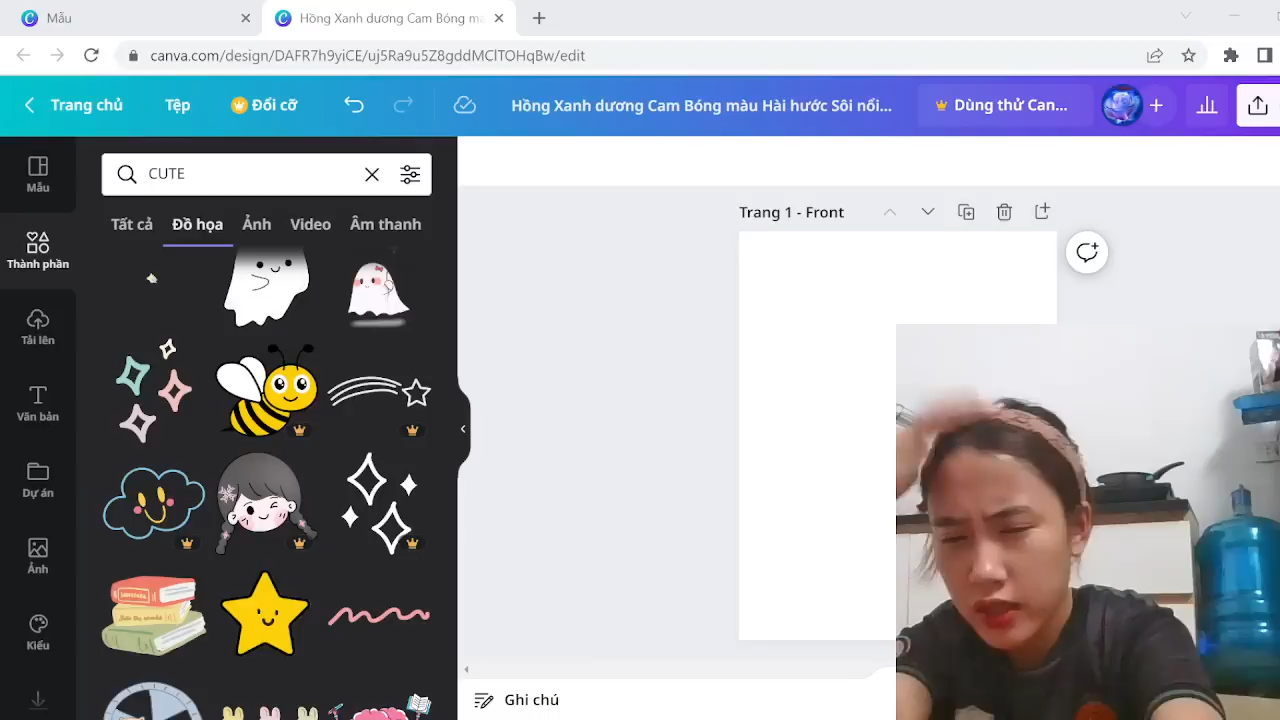 Mẫu
Hồng Xanh dương Cam Bóng mà
canva.com/design/DAFR7h9yiCE/uj5Ra9u5Z8gddMClTOHqBw/edit
Trang chủ
Tệp
Đổi cỡ
Hồng Xanh dương Cam Bóng màu Hài hước Sôi nổi...
Dùng thử Can...
Mẫu
Thành phần
Tải lên
Văn bản
Dự án
Ảnh
Kiểu
CUTE
Tất cả
Đồ họa
Ảnh
Video
Âm thanh
Trang 1 - Front
Ghi chú